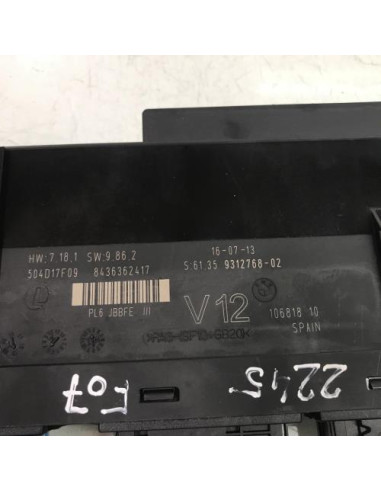 HW:7.18.1 SW:9.86.2
16-07-13
504D17F09 8436362417
S:61.35 9312768-02
PL6 JBBFE III
V12
106818 10
SPAIN
2245
F07